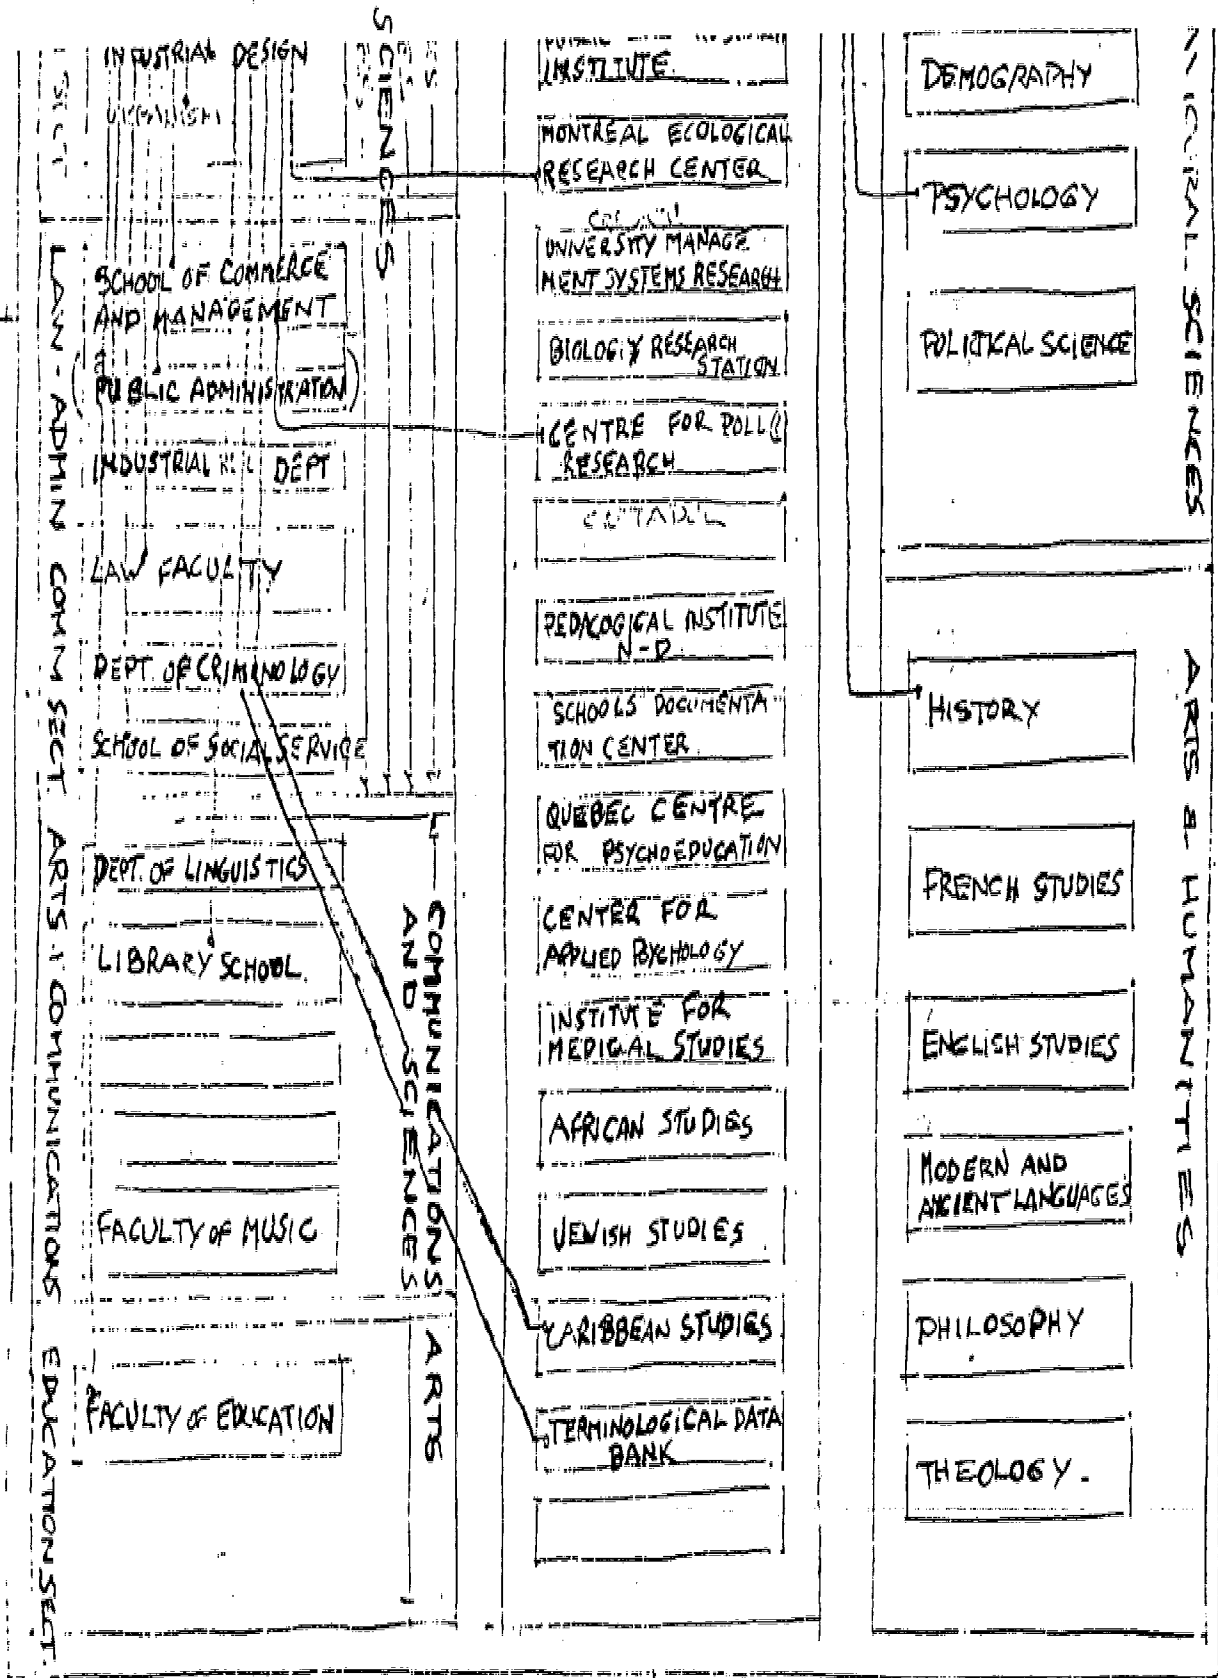 INDUSTRIAL DESIGN
URBANISM
SECT
SCIENCES
SCHOOL OF COMMERCE
AND MANAGEMENT
(PUBLIC ADMINISTRATION)
INDUSTRIAL REL DEPT
LAW FACULTY
DEPT. OF CRIMINOLOGY
SCHOOL OF SOCIAL SERVICE
LAW-ADMIN COMM SECT.
DEPT. OF LINGUISTICS
LIBRARY SCHOOL.
FACULTY OF MUSIC
ARTS & COMMUNICATIONS
FACULTY OF EDUCATION
EDUCATION SECT.
COMMUNICATIONS ARTS
AND SCIENCES
INSTITUTE.
MONTREAL ECOLOGICAL
RESEARCH CENTER
UNIVERSITY MANAGE
MENT SYSTEMS RESEARCH
BIOLOGY RESEARCH
STATION
CENTRE FOR POLL
RESEARCH
PEDAGOGICAL INSTITUTE
N-D
SCHOOLS' DOCUMENTA-
TION CENTER
QUEBEC CENTRE
FOR PSYCHOEDUCATION
CENTER FOR
APPLIED PSYCHOLOGY
INSTITUTE FOR
MEDICAL STUDIES
AFRICAN STUDIES
JEWISH STUDIES
CARIBBEAN STUDIES
TERMINOLOGICAL DATA
BANK
DEMOGRAPHY
PSYCHOLOGY
POLITICAL SCIENCE
SCIENCES
HISTORY
FRENCH STUDIES
ENGLISH STUDIES
MODERN AND
ANCIENT LANGUAGES
PHILOSOPHY
THEOLOGY.
ARTS & HUMANITIES